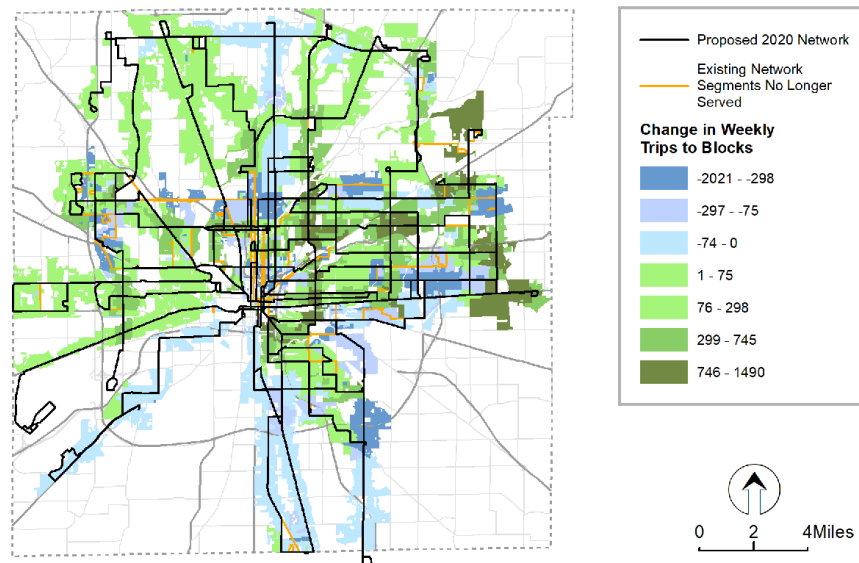 Proposed 2020 Network
Existing Network
Segments No Longer
Served
Change in Weekly
Trips to Blocks
-2021 - -298
-297 - -75
-74 - 0
1 - 75
76 - 298
299 - 745
746 - 1490
0 2 4Miles